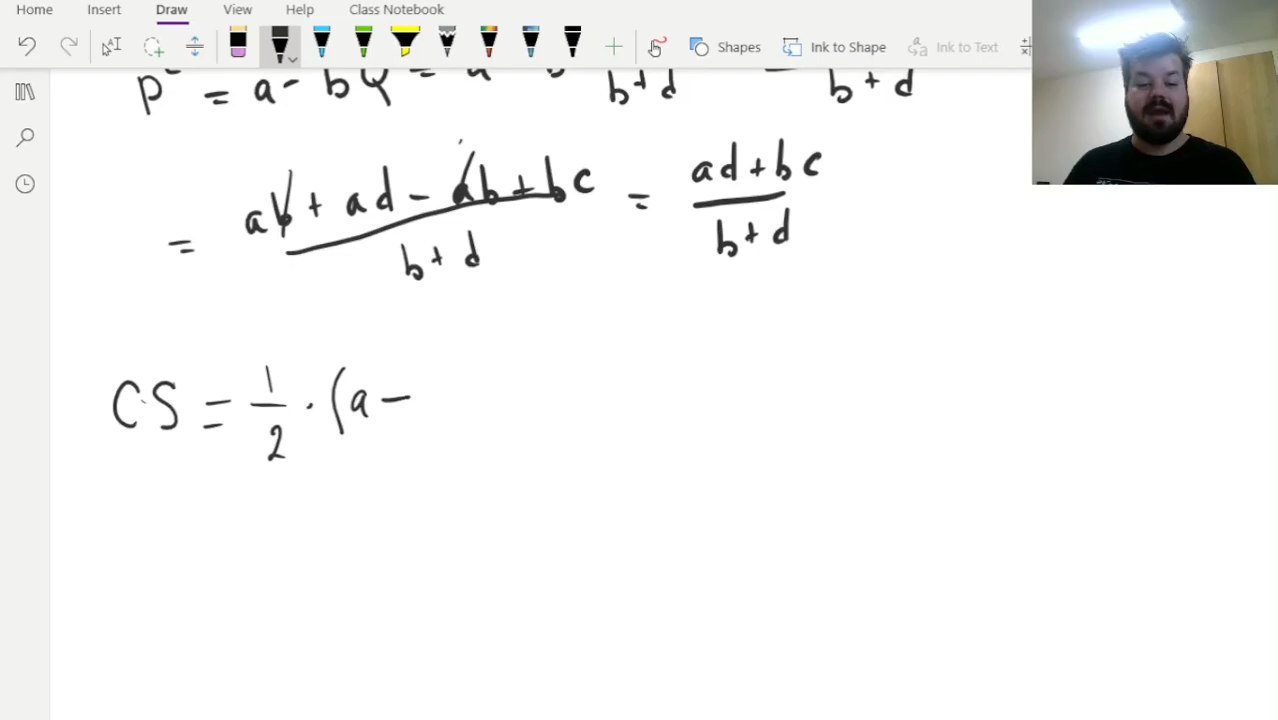 Home Insert Draw View Help Class Notebook
Shapes Ink to Shape Ink to Text
P = a - bQ = a b+d b+d
= ab + ad - ab + bc / b+d = ad+bc / b+d
CS = 1/2 · (a -